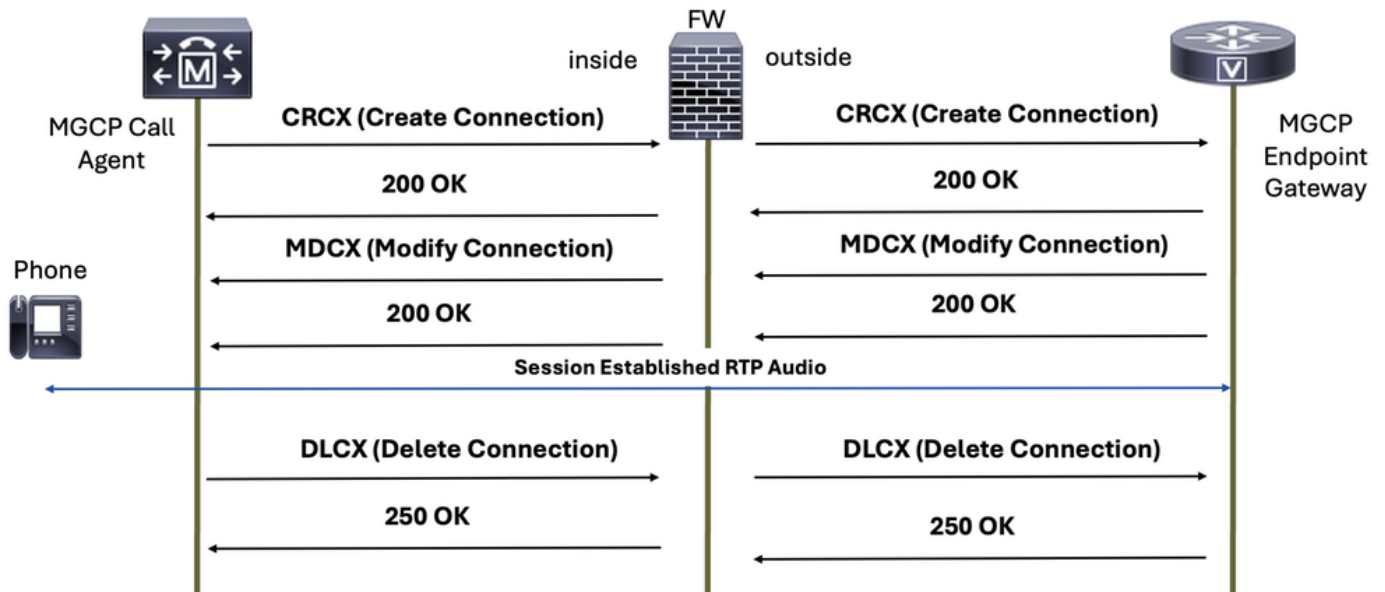 FW
inside
outside
M
V
MGCP Call
Agent
CRCX (Create Connection)
CRCX (Create Connection)
MGCP
Endpoint
Gateway
200 OK
200 OK
MDCX (Modify Connection)
MDCX (Modify Connection)
Phone
200 OK
200 OK
Session Established RTP Audio
DLCX (Delete Connection)
DLCX (Delete Connection)
250 OK
250 OK